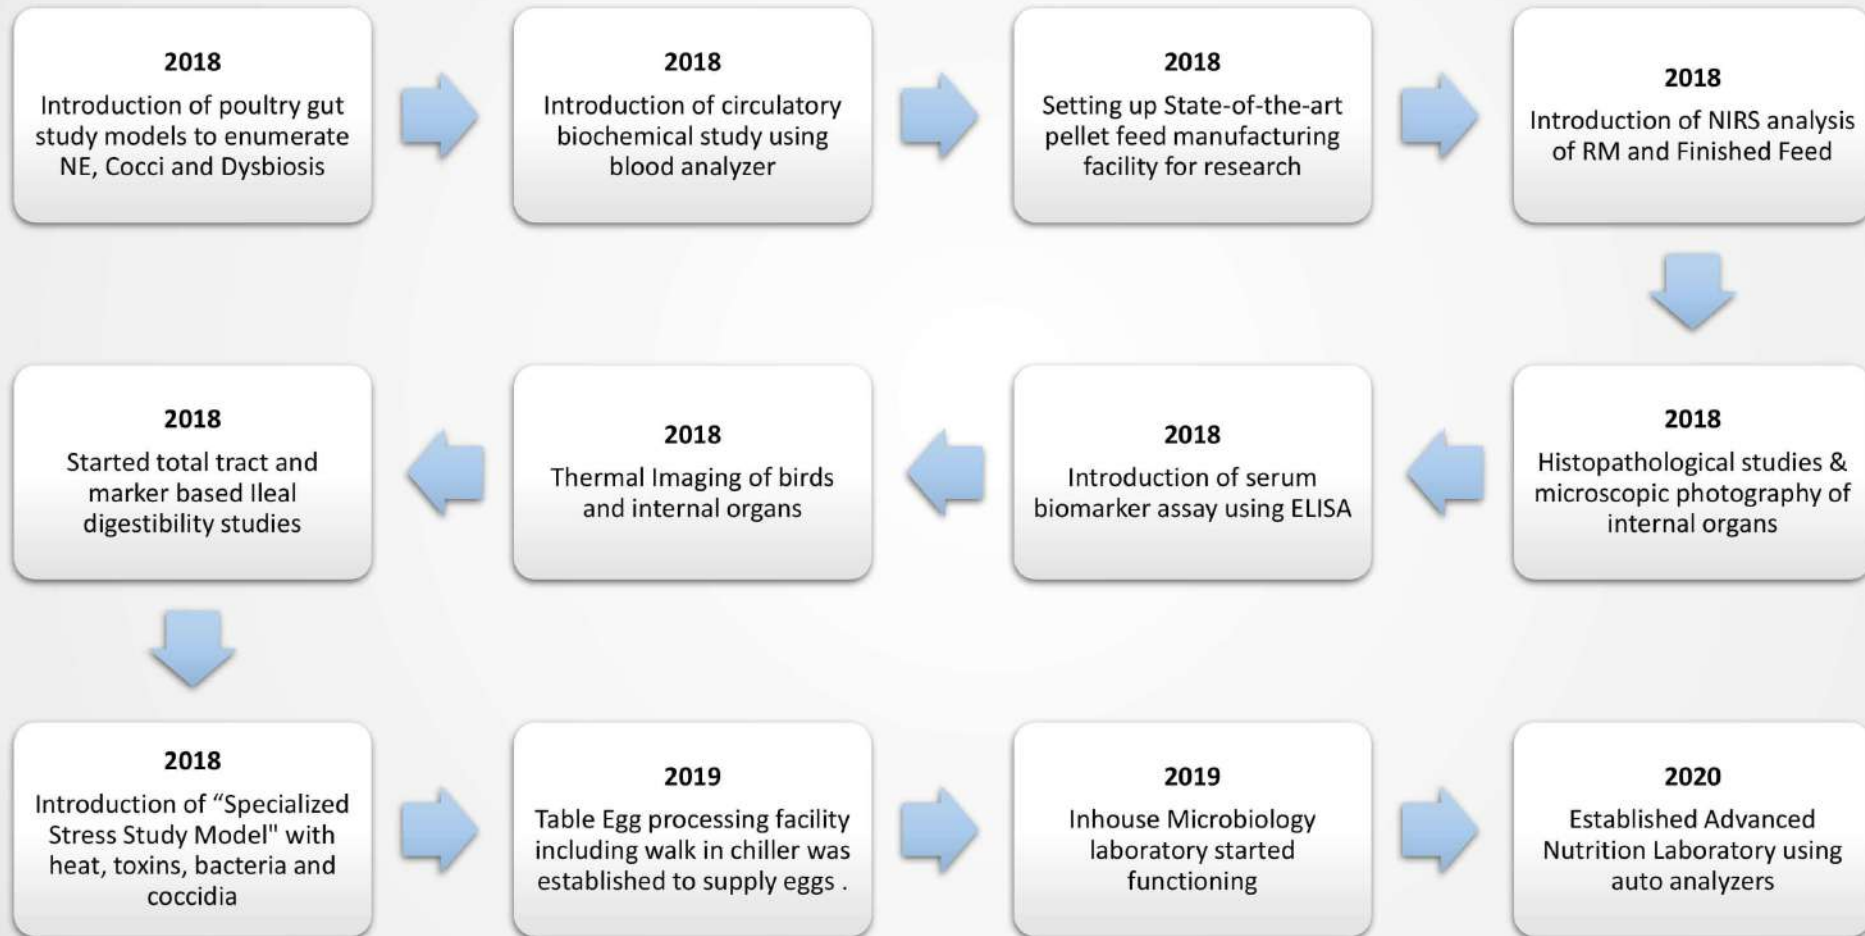 2018
Introduction of poultry gut
study models to enumerate
NE, Cocci and Dysbiosis
2018
Introduction of circulatory
biochemical study using
blood analyzer
2018
Setting up State-of-the-art
pellet feed manufacturing
facility for research
2018
Introduction of NIRS analysis
of RM and Finished Feed
2018
Histopathological studies &
microscopic photography of
internal organs
2018
Introduction of serum
biomarker assay using ELISA
2018
Thermal Imaging of birds
and internal organs
2018
Started total tract and
marker based Ileal
digestibility studies
2018
Introduction of “Specialized
Stress Study Model" with
heat, toxins, bacteria and
coccidia
2019
Table Egg processing facility
including walk in chiller was
established to supply eggs .
2019
Inhouse Microbiology
laboratory started
functioning
2020
Established Advanced
Nutrition Laboratory using
auto analyzers